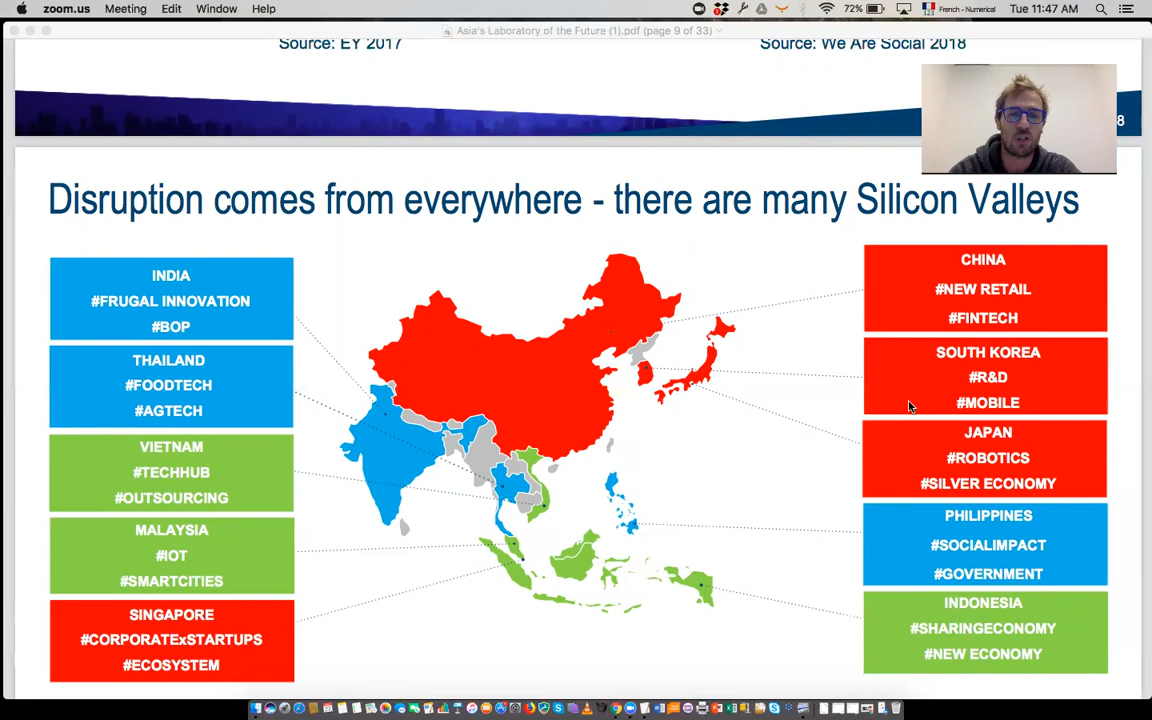 zoom.us Meeting Edit Window Help 72% French - Numerical Tue 11:47 AM
Asia's Laboratory of the Future (1).pdf (page 9 of 33)
Source: EY 2017
Source: We Are Social 2018
8
Disruption comes from everywhere - there are many Silicon Valleys
INDIA
#FRUGAL INNOVATION
#BOP
THAILAND
#FOODTECH
#AGTECH
VIETNAM
#TECHHUB
#OUTSOURCING
MALAYSIA
#IOT
#SMARTCITIES
SINGAPORE
#CORPORATExSTARTUPS
#ECOSYSTEM
CHINA
#NEW RETAIL
#FINTECH
SOUTH KOREA
#R&D
#MOBILE
JAPAN
#ROBOTICS
#SILVER ECONOMY
PHILIPPINES
#SOCIALIMPACT
#GOVERNMENT
INDONESIA
#SHARINGECONOMY
#NEW ECONOMY